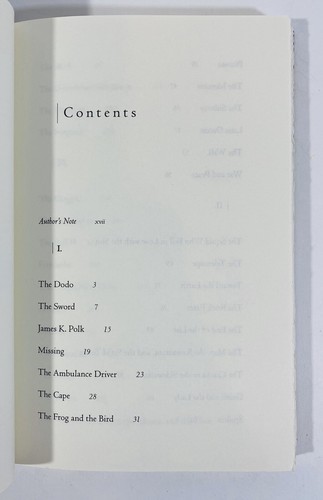 Contents
Author's Note xvii
I.
The Dodo 3
The Sword 7
James K. Polk 13
Missing 19
The Ambulance Driver 23
The Cape 28
The Frog and the Bird 31